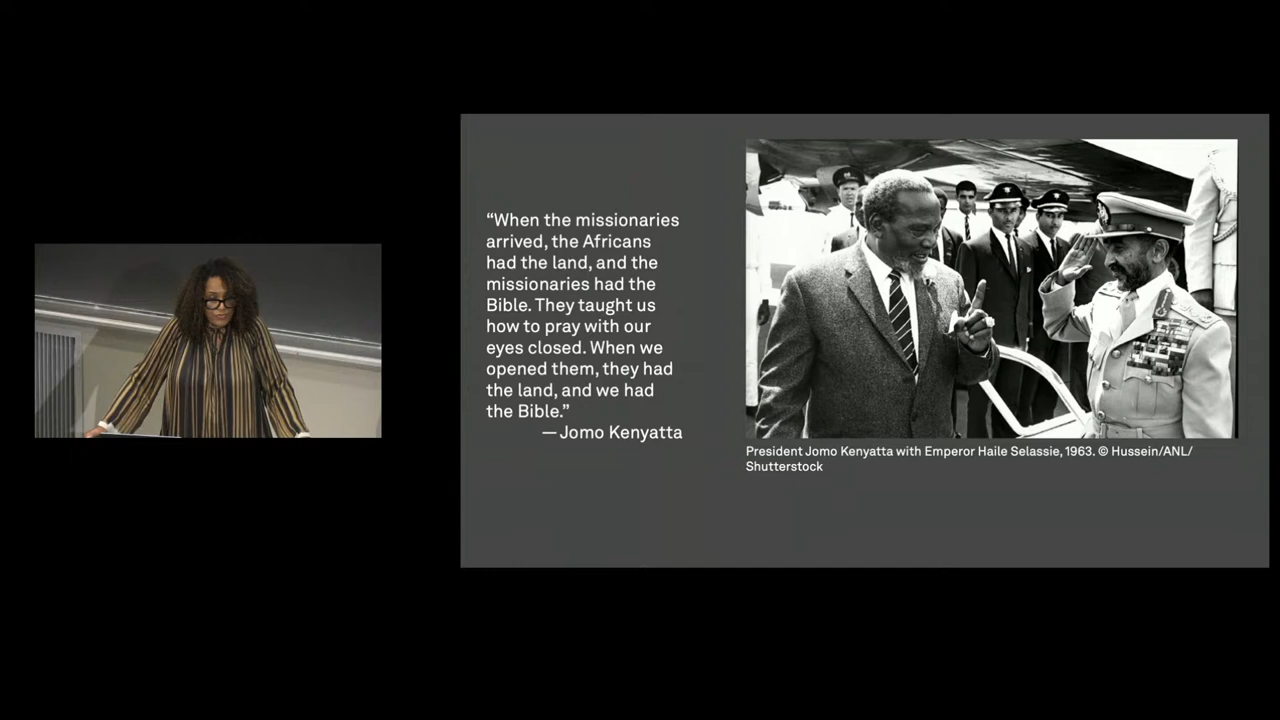 “When the missionaries
arrived, the Africans
had the land, and the
missionaries had the
Bible. They taught us
how to pray with our
eyes closed. When we
opened them, they had
the land, and we had
the Bible.”
— Jomo Kenyatta
President Jomo Kenyatta with Emperor Haile Selassie, 1963. © Hussein/ANL/
Shutterstock